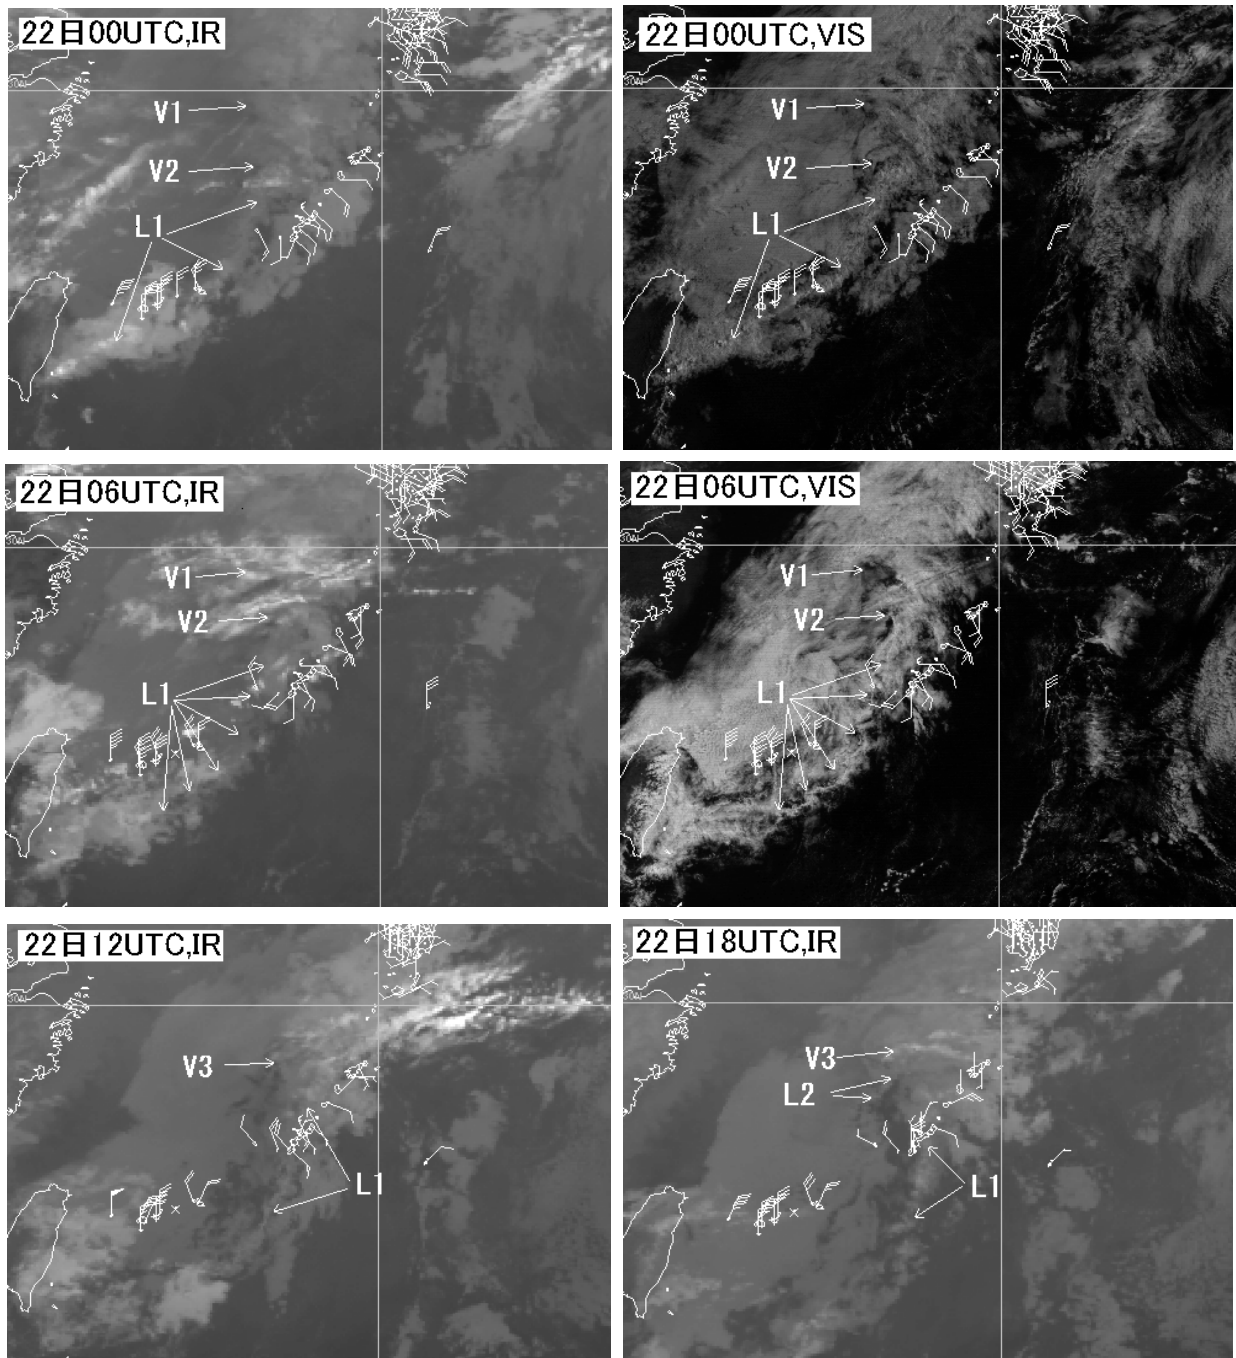 22日00UTC,IR
V1
V2
L1
22日00UTC,VIS
V1
V2
L1
22日06UTC,IR
V1
V2
L1
22日06UTC,VIS
V1
V2
L1
22日12UTC,IR
V3
L1
22日18UTC,IR
V3
L2
L1